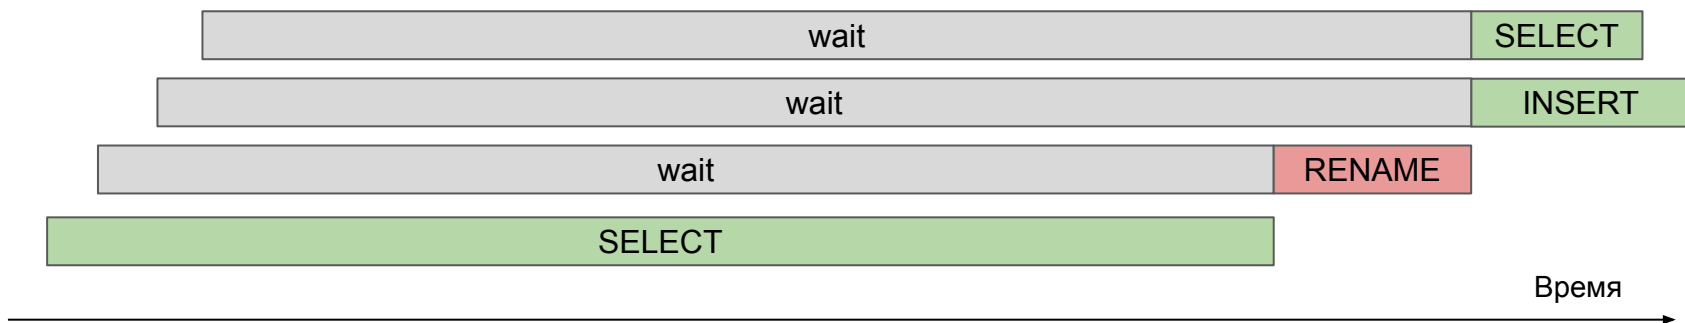 wait SELECT
wait INSERT
wait RENAME
SELECT
Время